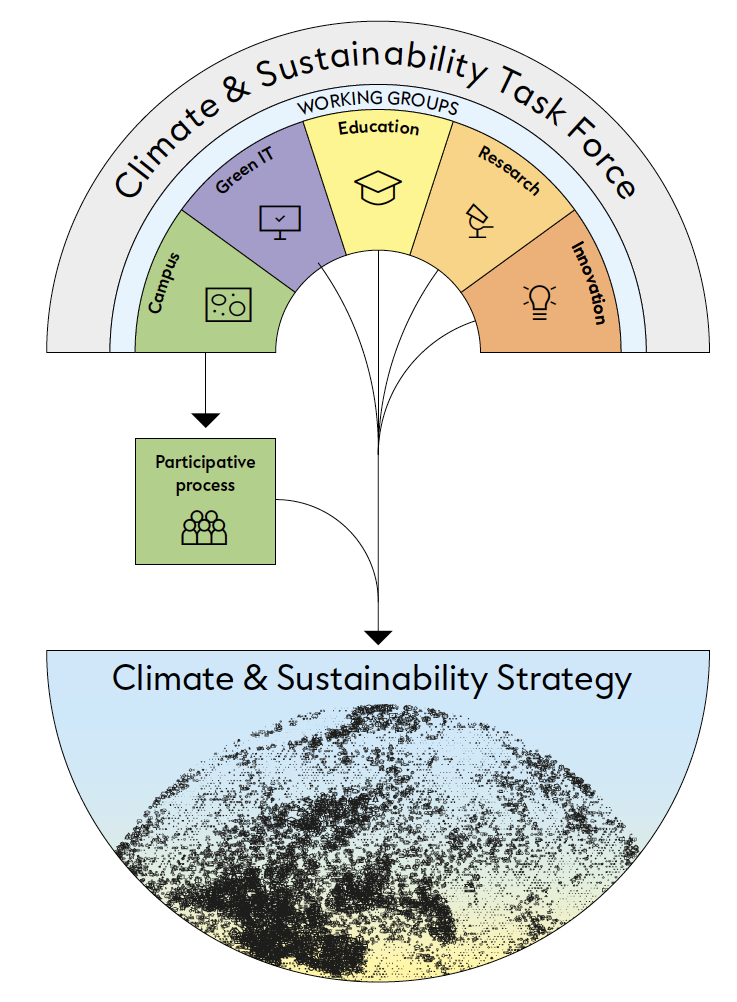 Climate & Sustainability Task Force
WORKING GROUPS
Campus
Green IT
Education
Research
Innovation
Participative
process
Climate & Sustainability Strategy